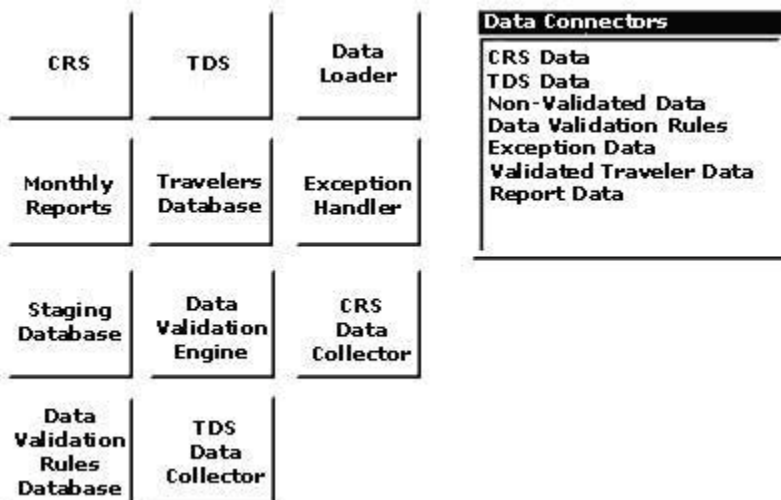 CRS
TDS
Data
Loader
Monthly
Reports
Travelers
Database
Exception
Handler
Staging
Database
Data
Validation
Engine
CRS
Data
Collector
Data
Validation
Rules
Database
TDS
Data
Collector
Data Connectors
CRS Data
TDS Data
Non-Validated Data
Data Validation Rules
Exception Data
Validated Traveler Data
Report Data